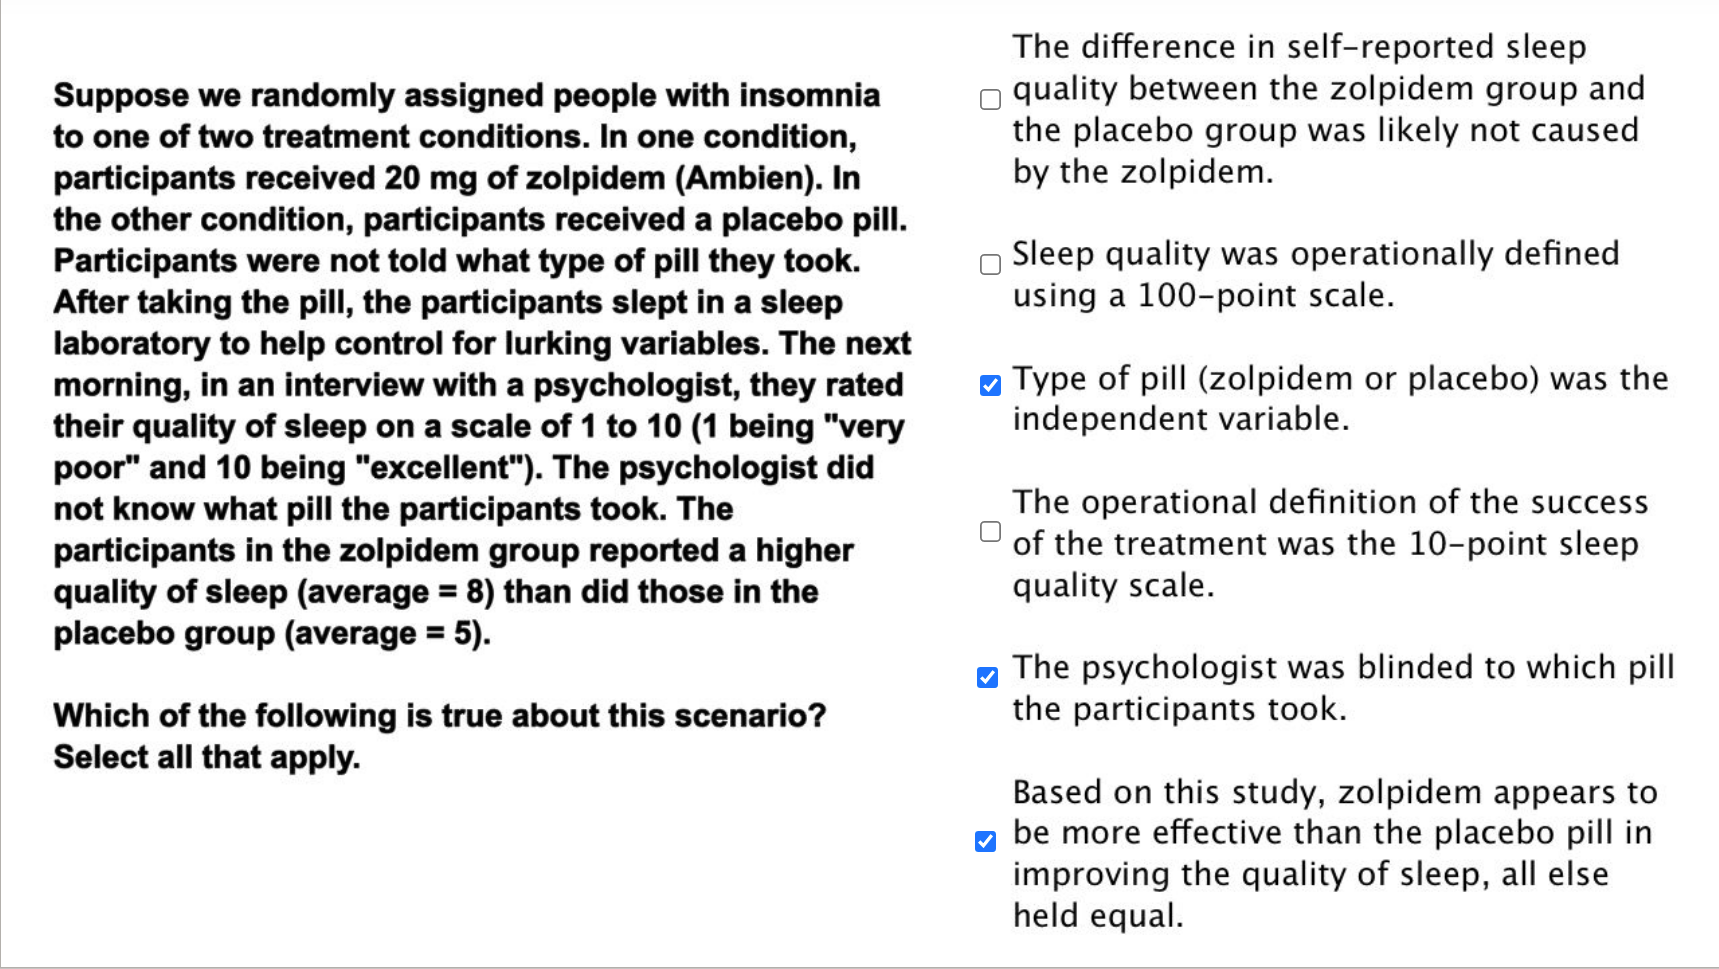 Suppose we randomly assigned people with insomnia
to one of two treatment conditions. In one condition,
participants received 20 mg of zolpidem (Ambien). In
the other condition, participants received a placebo pill.
Participants were not told what type of pill they took.
After taking the pill, the participants slept in a sleep
laboratory to help control for lurking variables. The next
morning, in an interview with a psychologist, they rated
their quality of sleep on a scale of 1 to 10 (1 being "very
poor" and 10 being "excellent"). The psychologist did
not know what pill the participants took. The
participants in the zolpidem group reported a higher
quality of sleep (average = 8) than did those in the
placebo group (average = 5).
Which of the following is true about this scenario?
Select all that apply.
The difference in self-reported sleep
quality between the zolpidem group and
the placebo group was likely not caused
by the zolpidem.
Sleep quality was operationally defined
using a 100-point scale.
Type of pill (zolpidem or placebo) was the
independent variable.
The operational definition of the success
of the treatment was the 10-point sleep
quality scale.
The psychologist was blinded to which pill
the participants took.
Based on this study, zolpidem appears to
be more effective than the placebo pill in
improving the quality of sleep, all else
held equal.